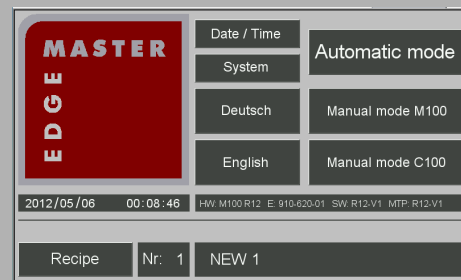 MASTER
EDGE
Date / Time
System
Deutsch
English
Automatic mode
Manual mode M100
Manual mode C100
2012/05/06 00:08:46
HW: M100 R12 E: 910-620-01 SW: R12-V1 MTP: R12-V1
Recipe
Nr: 1
NEW 1